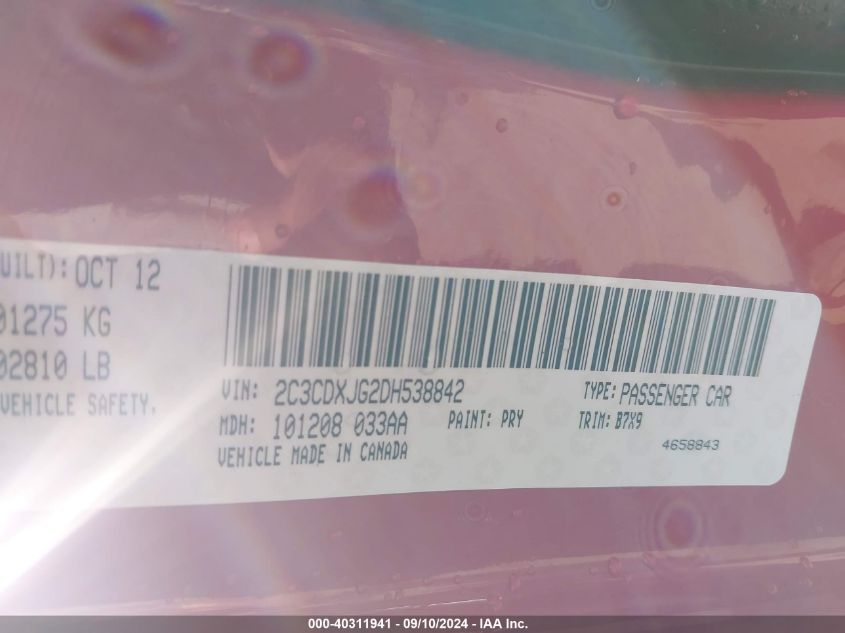 UILT): OCT 12
01275 KG
02810 LB
VEHICLE SAFETY.
VIN: 2C3CDXJG2DH538842
TYPE: PASSENGER CAR
MDH: 101208 033AA
PAINT: PRY
TRIM: B7X9
VEHICLE MADE IN CANADA
4658843
000-40311941 - 09/10/2024 - IAA Inc.